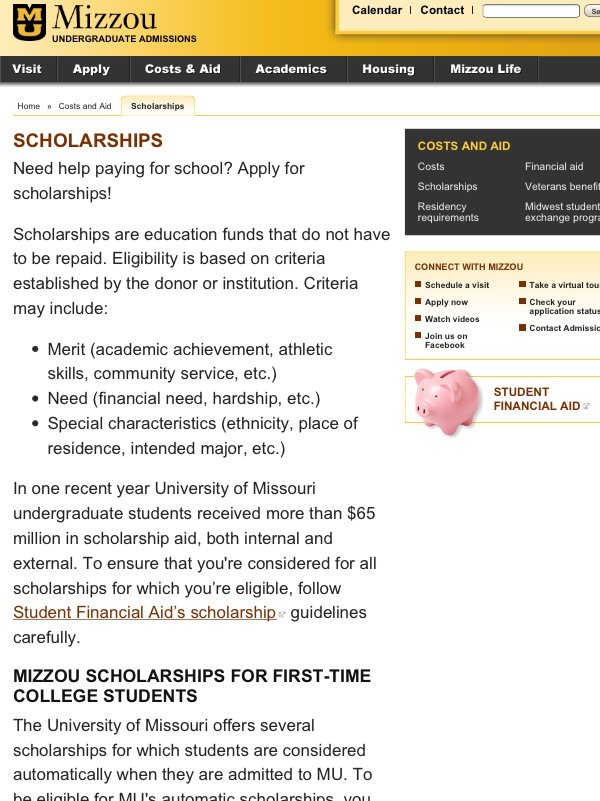 Mizzou
UNDERGRADUATE ADMISSIONS
Calendar | Contact |
Visit
Apply
Costs & Aid
Academics
Housing
Mizzou Life
Home » Costs and Aid
Scholarships
SCHOLARSHIPS
Need help paying for school? Apply for
scholarships!
Scholarships are education funds that do not have
to be repaid. Eligibility is based on criteria
established by the donor or institution. Criteria
may include:
• Merit (academic achievement, athletic
skills, community service, etc.)
• Need (financial need, hardship, etc.)
• Special characteristics (ethnicity, place of
residence, intended major, etc.)
In one recent year University of Missouri
undergraduate students received more than $65
million in scholarship aid, both internal and
external. To ensure that you're considered for all
scholarships for which you're eligible, follow
Student Financial Aid's scholarship guidelines
carefully.
MIZZOU SCHOLARSHIPS FOR FIRST-TIME
COLLEGE STUDENTS
The University of Missouri offers several
scholarships for which students are considered
automatically when they are admitted to MU. To
be eligible for MU's automatic scholarships, you
COSTS AND AID
Costs
Scholarships
Residency
requirements
Financial aid
Veterans benefit
Midwest student
exchange progra
CONNECT WITH MIZZOU
Schedule a visit
Apply now
Watch videos
Join us on
Facebook
Take a virtual tou
Check your
application status
Contact Admissio
STUDENT
FINANCIAL AID